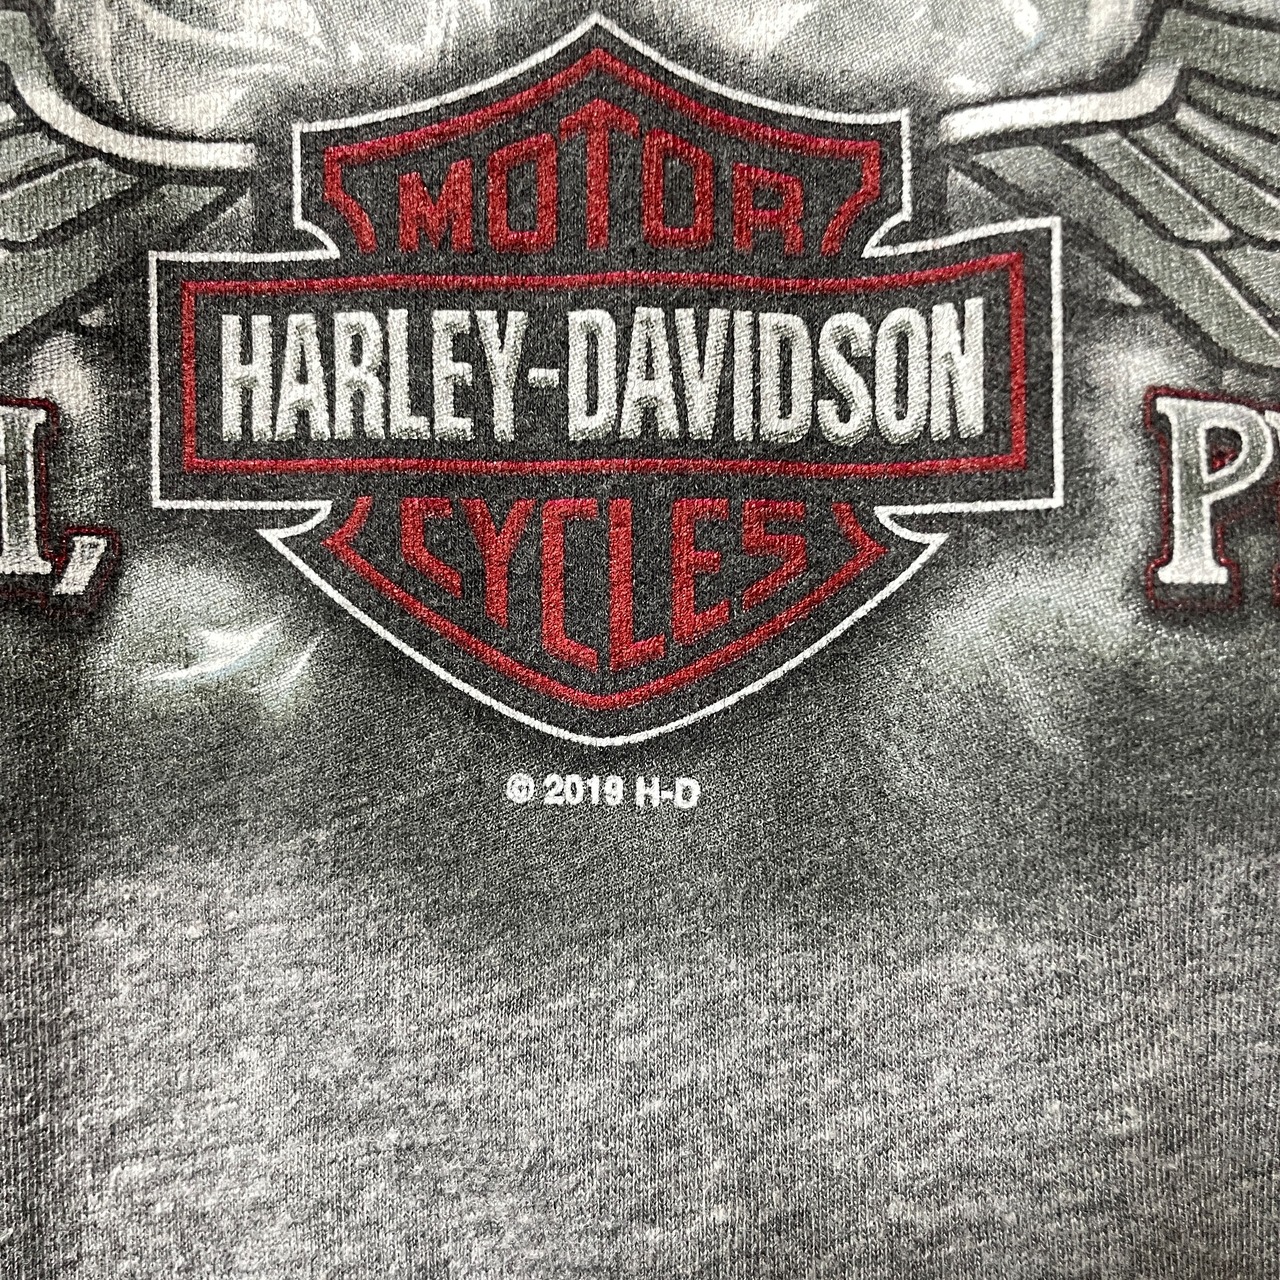 MOTOR
HARLEY-DAVIDSON
CYCLES
© 2019 H-D